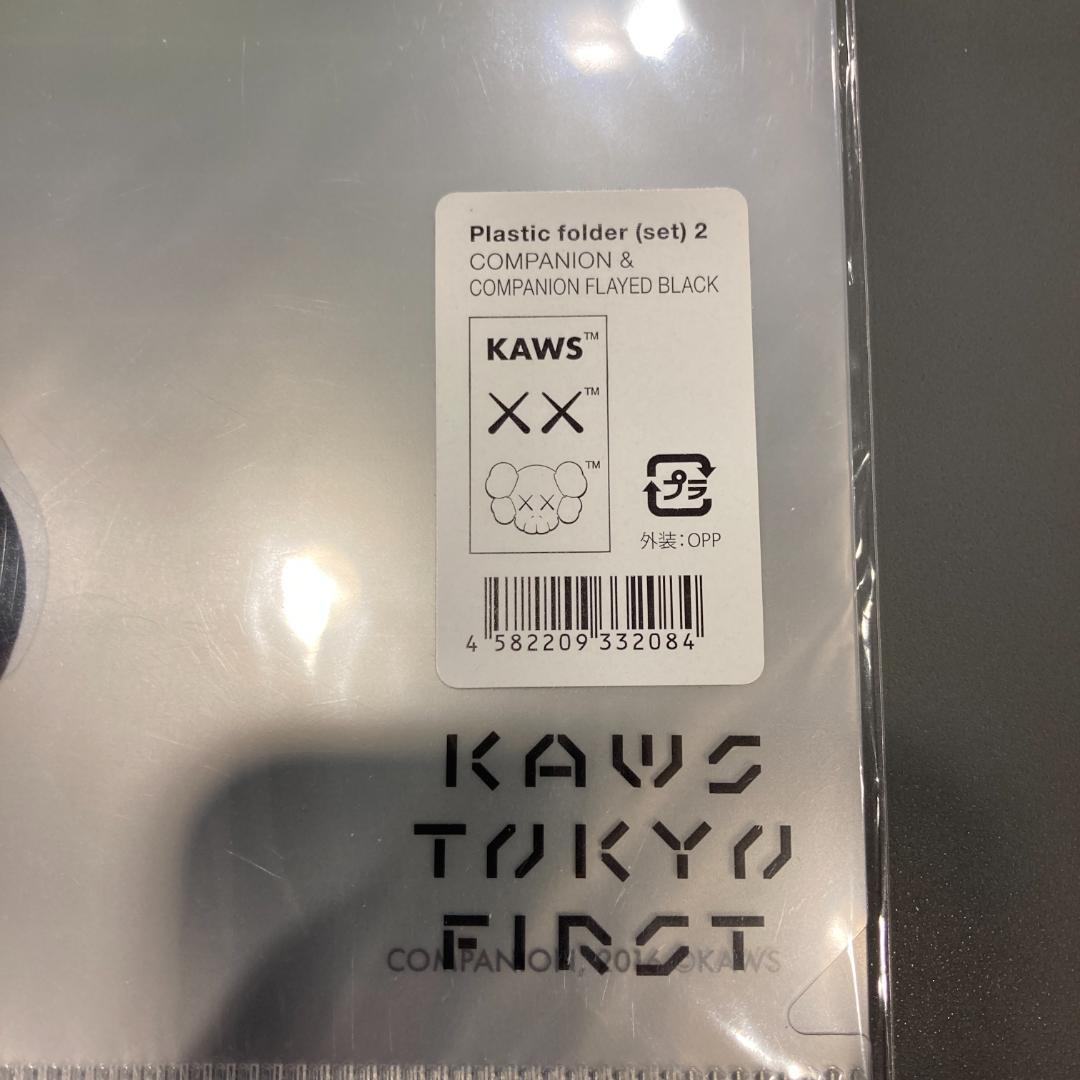 Plastic folder (set) 2
COMPANION &
COMPANION FLAYED BLACK
KAWS™
XX™
™
プラ
外装：OPP
4 582209 332084
KAWS
TOKYO
FIRST
COMPANION, 2016 ©KAWS